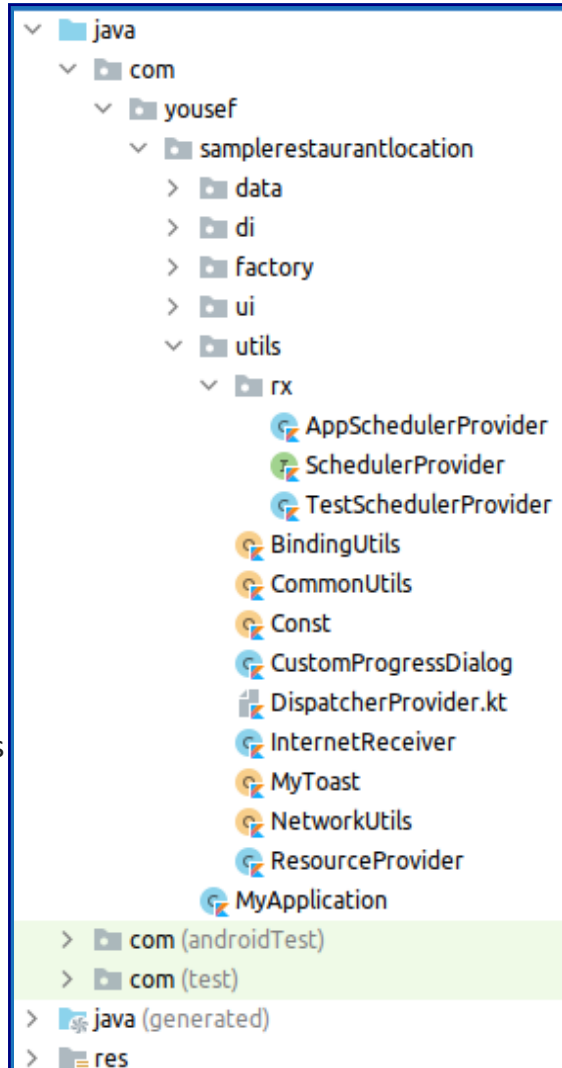 java
com
yousef
samplerestaurantlocation
data
di
factory
ui
utils
rx
AppSchedulerProvider
SchedulerProvider
TestSchedulerProvider
BindingUtils
CommonUtils
Const
CustomProgressDialog
DispatcherProvider.kt
s
InternetReceiver
MyToast
NetworkUtils
ResourceProvider
MyApplication
com (androidTest)
com (test)
java (generated)
res